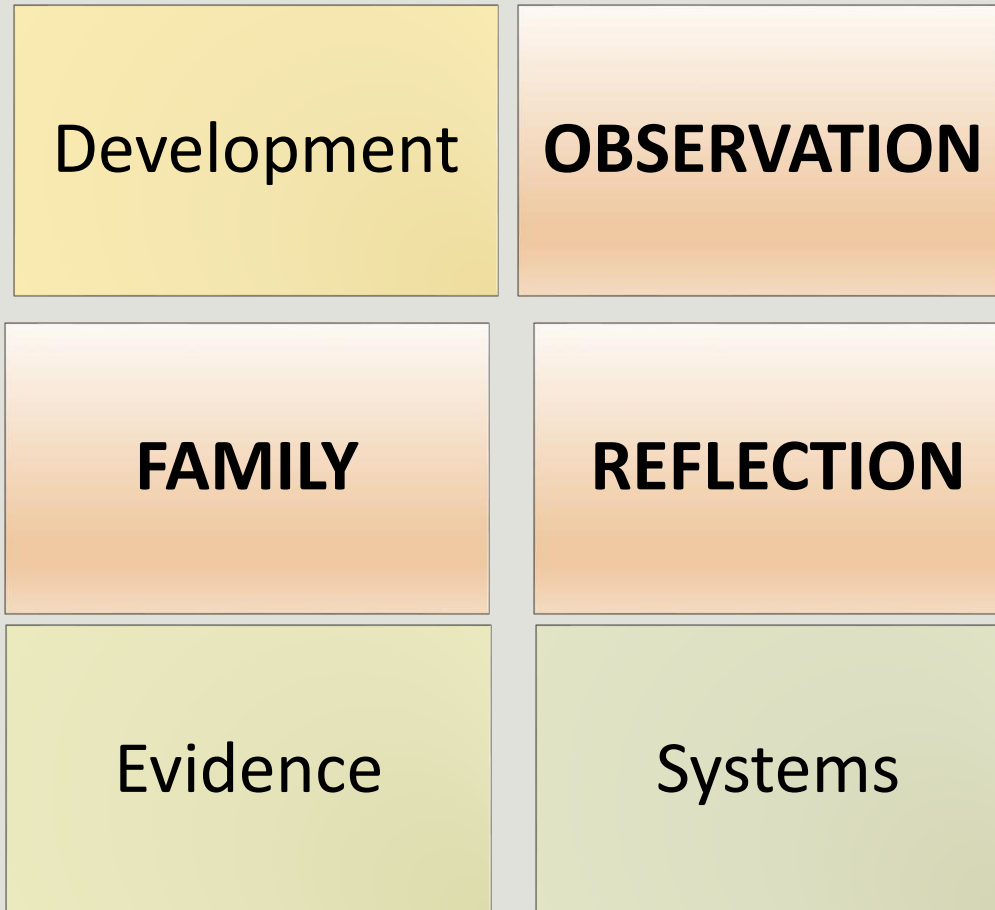 Development
OBSERVATION
FAMILY
REFLECTION
Evidence
Systems